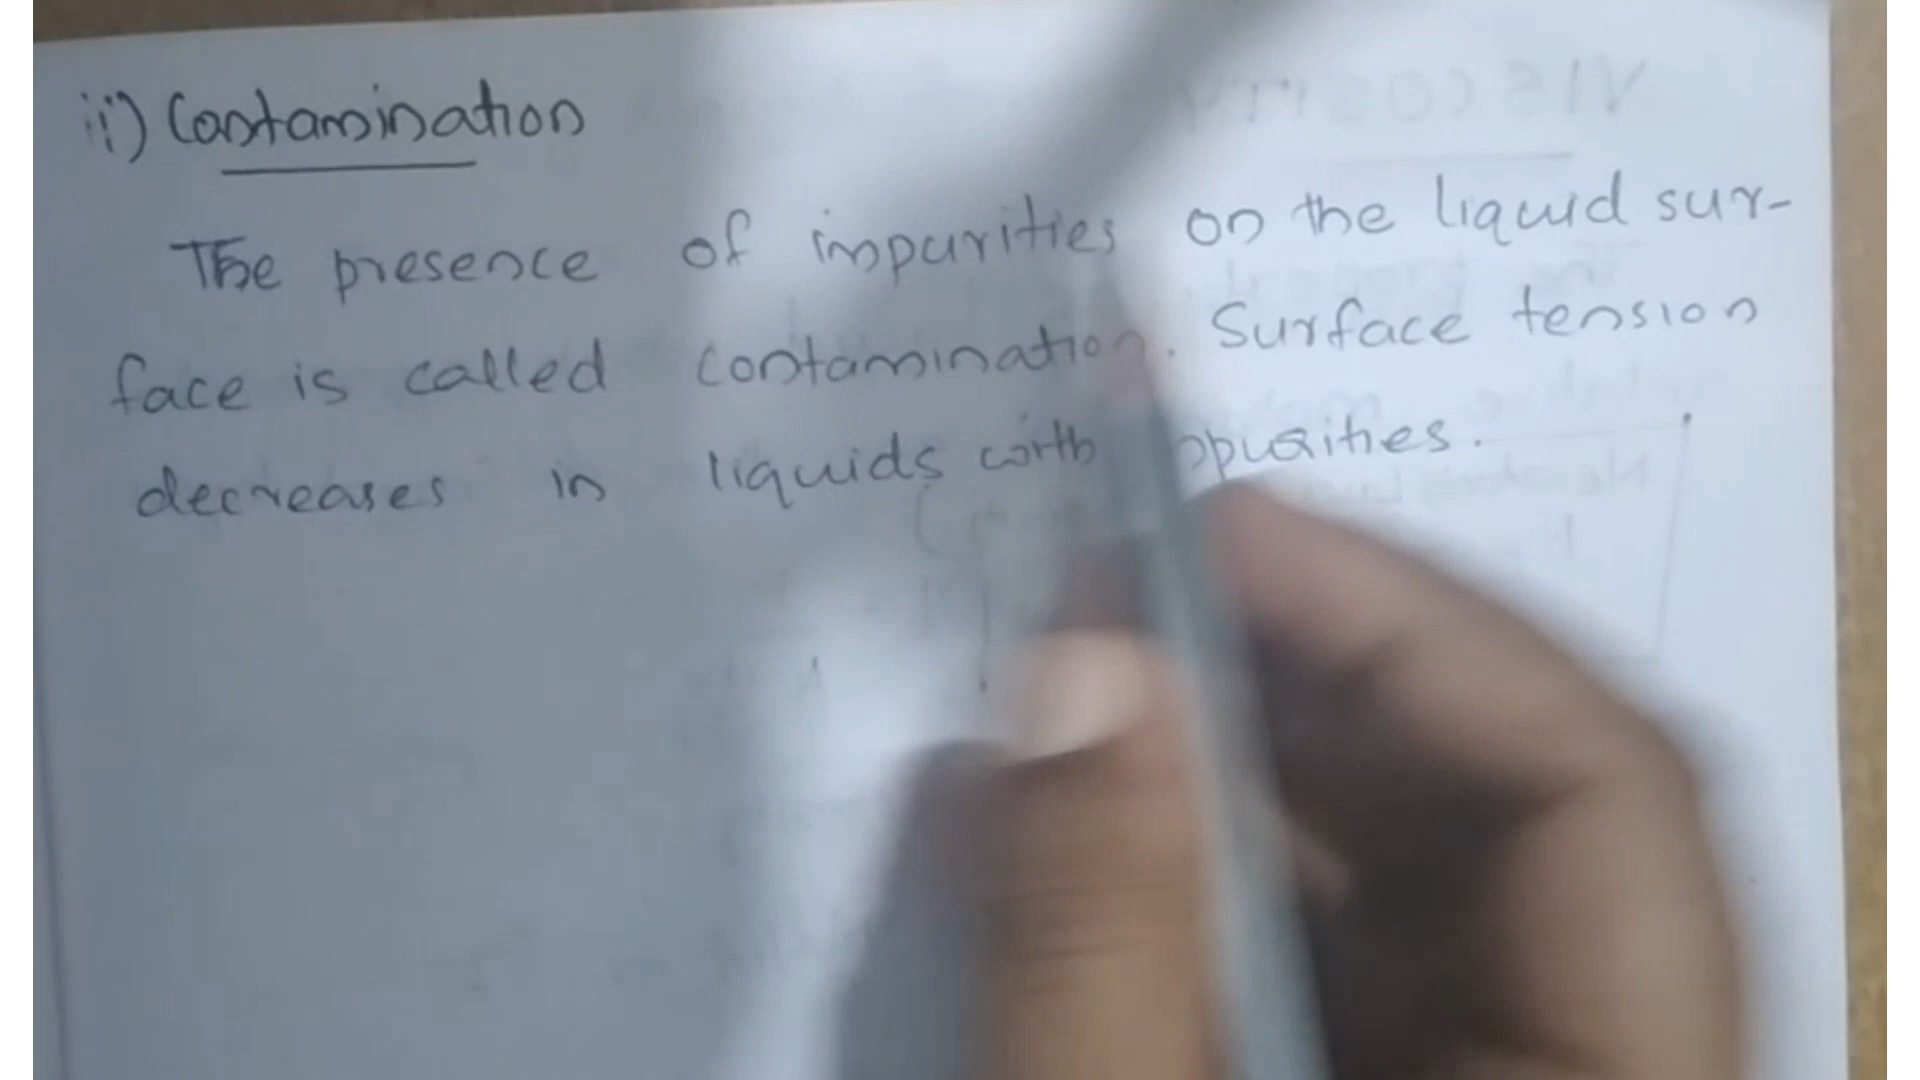 ii) Contamination
The presence of impurities on the liquid sur-
face is called contamination. Surface tension
decreases in liquids with
VISCOSITY